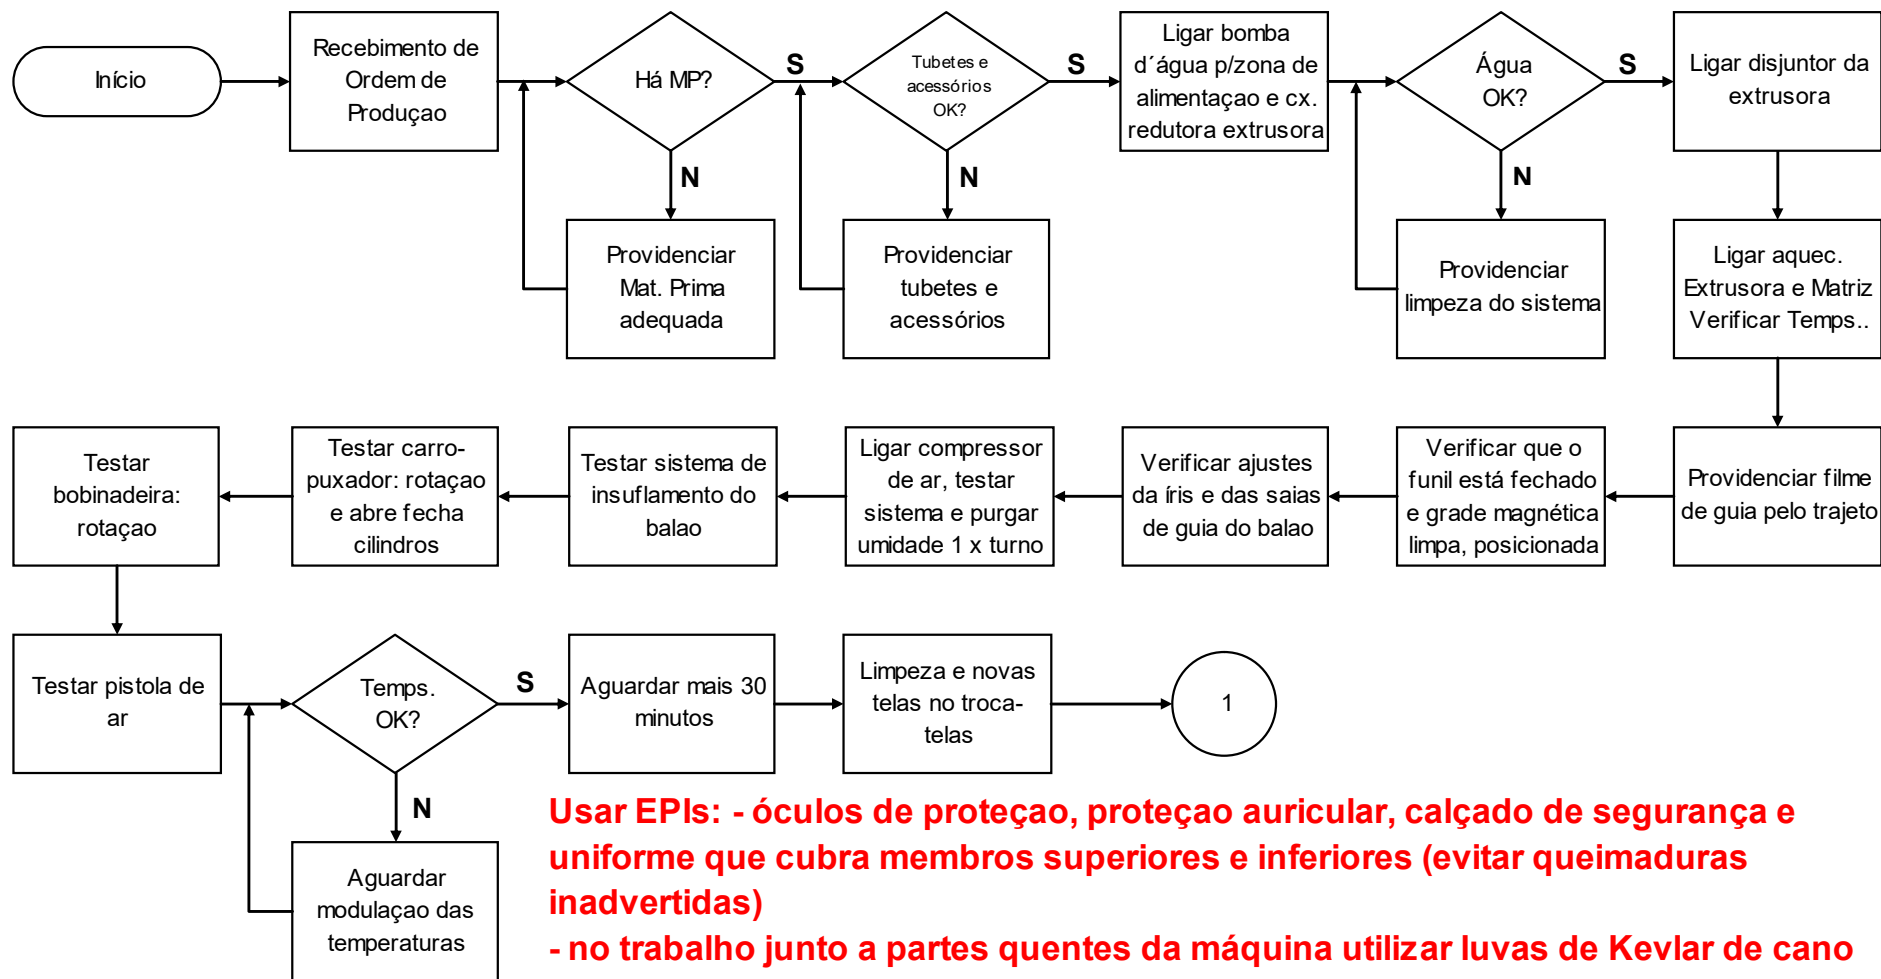 Início
Recebimento de
Ordem de
Produçao
Há MP?
S
N
Providenciar
Mat. Prima
adequada
Tubetes e
acessórios
OK?
S
N
Providenciar
tubetes e
acessórios
Ligar bomba
d´água p/zona de
alimentaçao e cx.
redutora extrusora
Água
OK?
S
N
Providenciar
limpeza do sistema
Ligar disjuntor da
extrusora
Ligar aquec.
Extrusora e Matriz
Verificar Temps..
Providenciar filme
de guia pelo trajeto
Verificar que o
funil está fechado
e grade magnética
limpa, posicionada
Verificar ajustes
da íris e das saias
de guia do balao
Ligar compressor
de ar, testar
sistema e purgar
umidade 1 x turno
Testar sistema de
insuflamento do
balao
Testar carro-
puxador: rotaçao
e abre fecha
cilindros
Testar
bobinadeira:
rotaçao
Testar pistola de
ar
Temps.
OK?
S
N
Aguardar
modulaçao das
temperaturas
Aguardar mais 30
minutos
Limpeza e novas
telas no troca-
telas
1
Usar EPIs: - óculos de proteçao, proteçao auricular, calçado de segurança e
uniforme que cubra membros superiores e inferiores (evitar queimaduras
inadvertidas)
- no trabalho junto a partes quentes da máquina utilizar luvas de Kevlar de cano